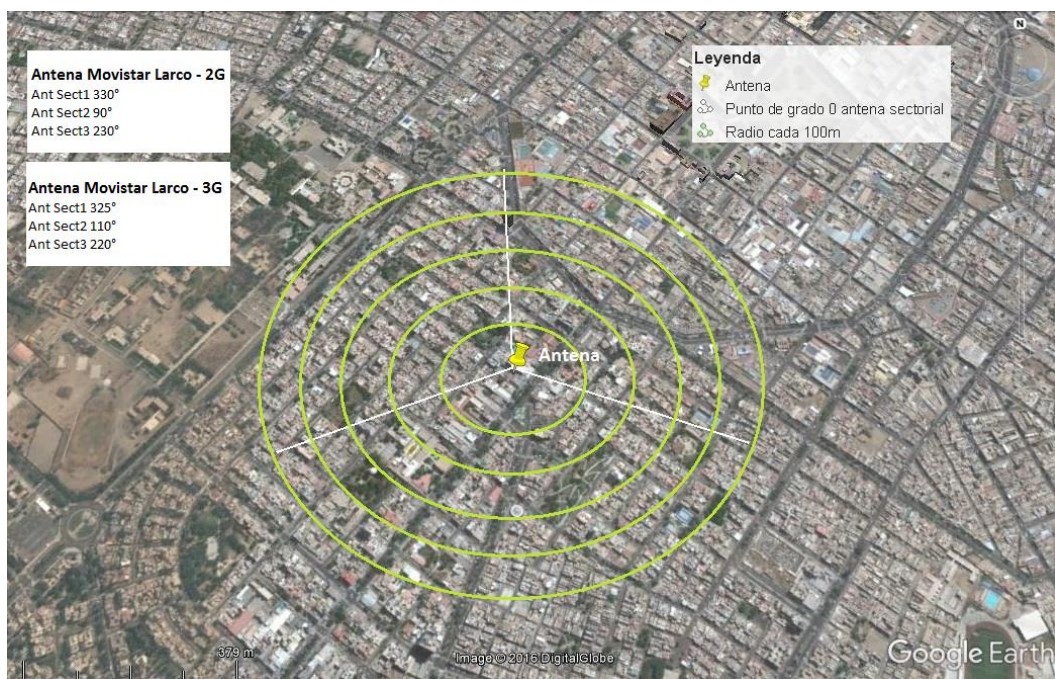 Antena Movistar Larco - 2G
Ant Sect1 330°
Ant Sect2 90°
Ant Sect3 230°
Antena Movistar Larco - 3G
Ant Sect1 325°
Ant Sect2 110°
Ant Sect3 220°
Leyenda
Antena
Punto de grado 0 antena sectorial
Radio cada 100m
N
Antena
379 m
Image © 2016 DigitalGlobe
Google Earth